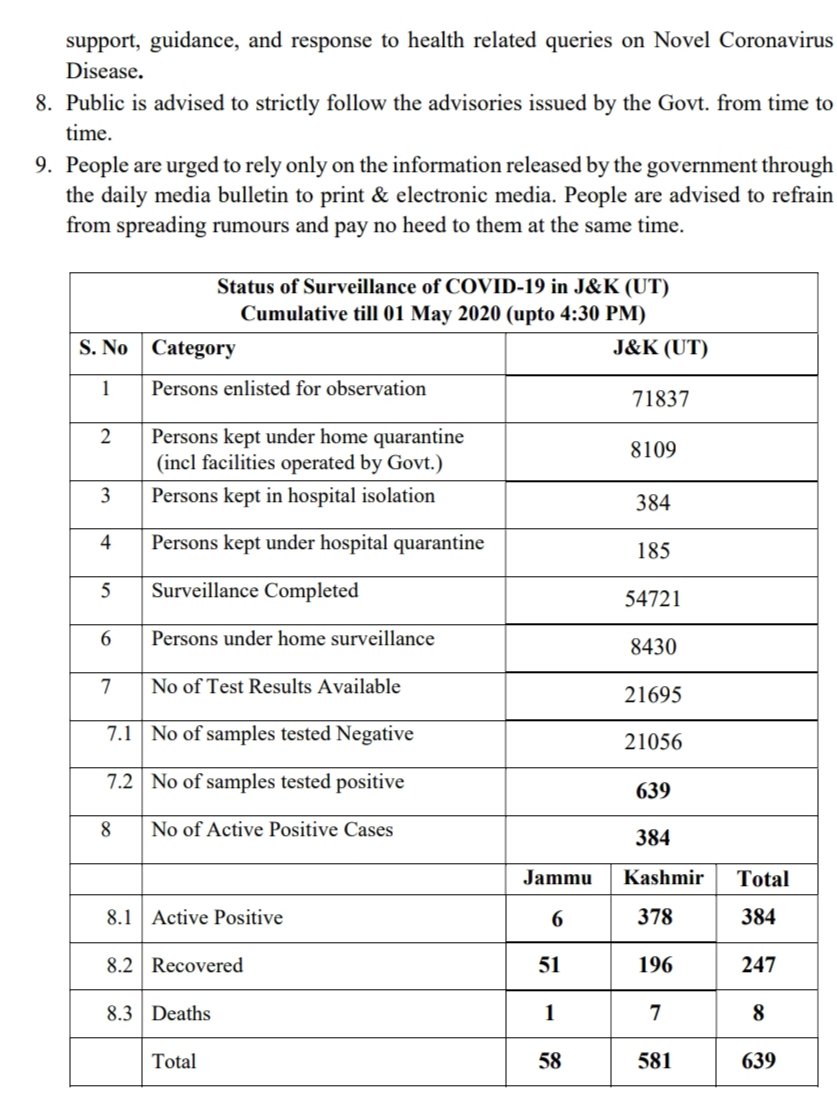 support, guidance, and response to health related queries on Novel Coronavirus
Disease.
8. Public is advised to strictly follow the advisories issued by the Govt. from time to
time.
9. People are urged to rely only on the information released by the government through
the daily media bulletin to print & electronic media. People are advised to refrain
from spreading rumours and pay no heed to them at the same time.
Status of Surveillance of COVID-19 in J&K (UT)
Cumulative till 01 May 2020 (upto 4:30 PM)
S. No Category J&K (UT)
1 Persons enlisted for observation 71837
2 Persons kept under home quarantine
(incl facilities operated by Govt.) 8109
3 Persons kept in hospital isolation 384
4 Persons kept under hospital quarantine 185
5 Surveillance Completed 54721
6 Persons under home surveillance 8430
7 No of Test Results Available 21695
7.1 No of samples tested Negative 21056
7.2 No of samples tested positive 639
8 No of Active Positive Cases 384
Jammu Kashmir Total
8.1 Active Positive 6 378 384
8.2 Recovered 51 196 247
8.3 Deaths 1 7 8
Total 58 581 639